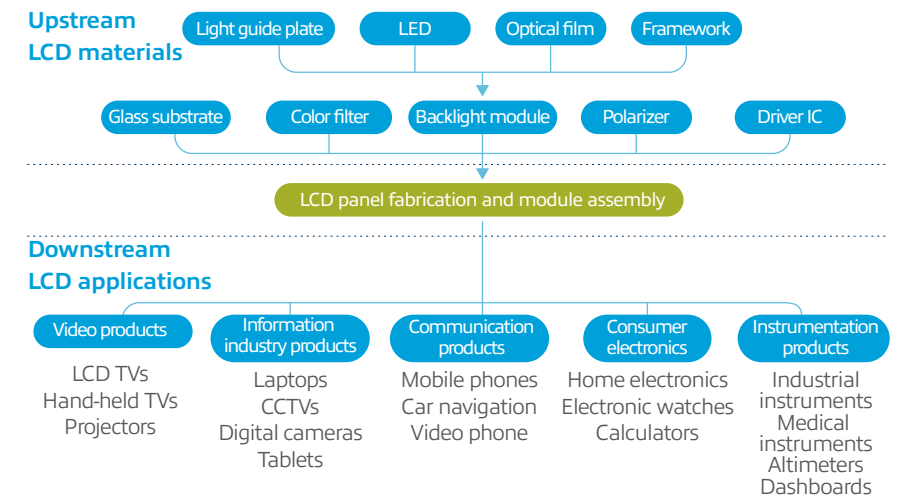 Upstream
LCD materials
Light guide plate
LED
Optical film
Framework
Glass substrate
Color filter
Backlight module
Polarizer
Driver IC
LCD panel fabrication and module assembly
Downstream
LCD applications
Video products
LCD TVs
Hand-held TVs
Projectors
Information
industry products
Laptops
CCTVs
Digital cameras
Tablets
Communication
products
Mobile phones
Car navigation
Video phone
Consumer
electronics
Home electronics
Electronic watches
Calculators
Instrumentation
products
Industrial
instruments
Medical
instruments
Altimeters
Dashboards